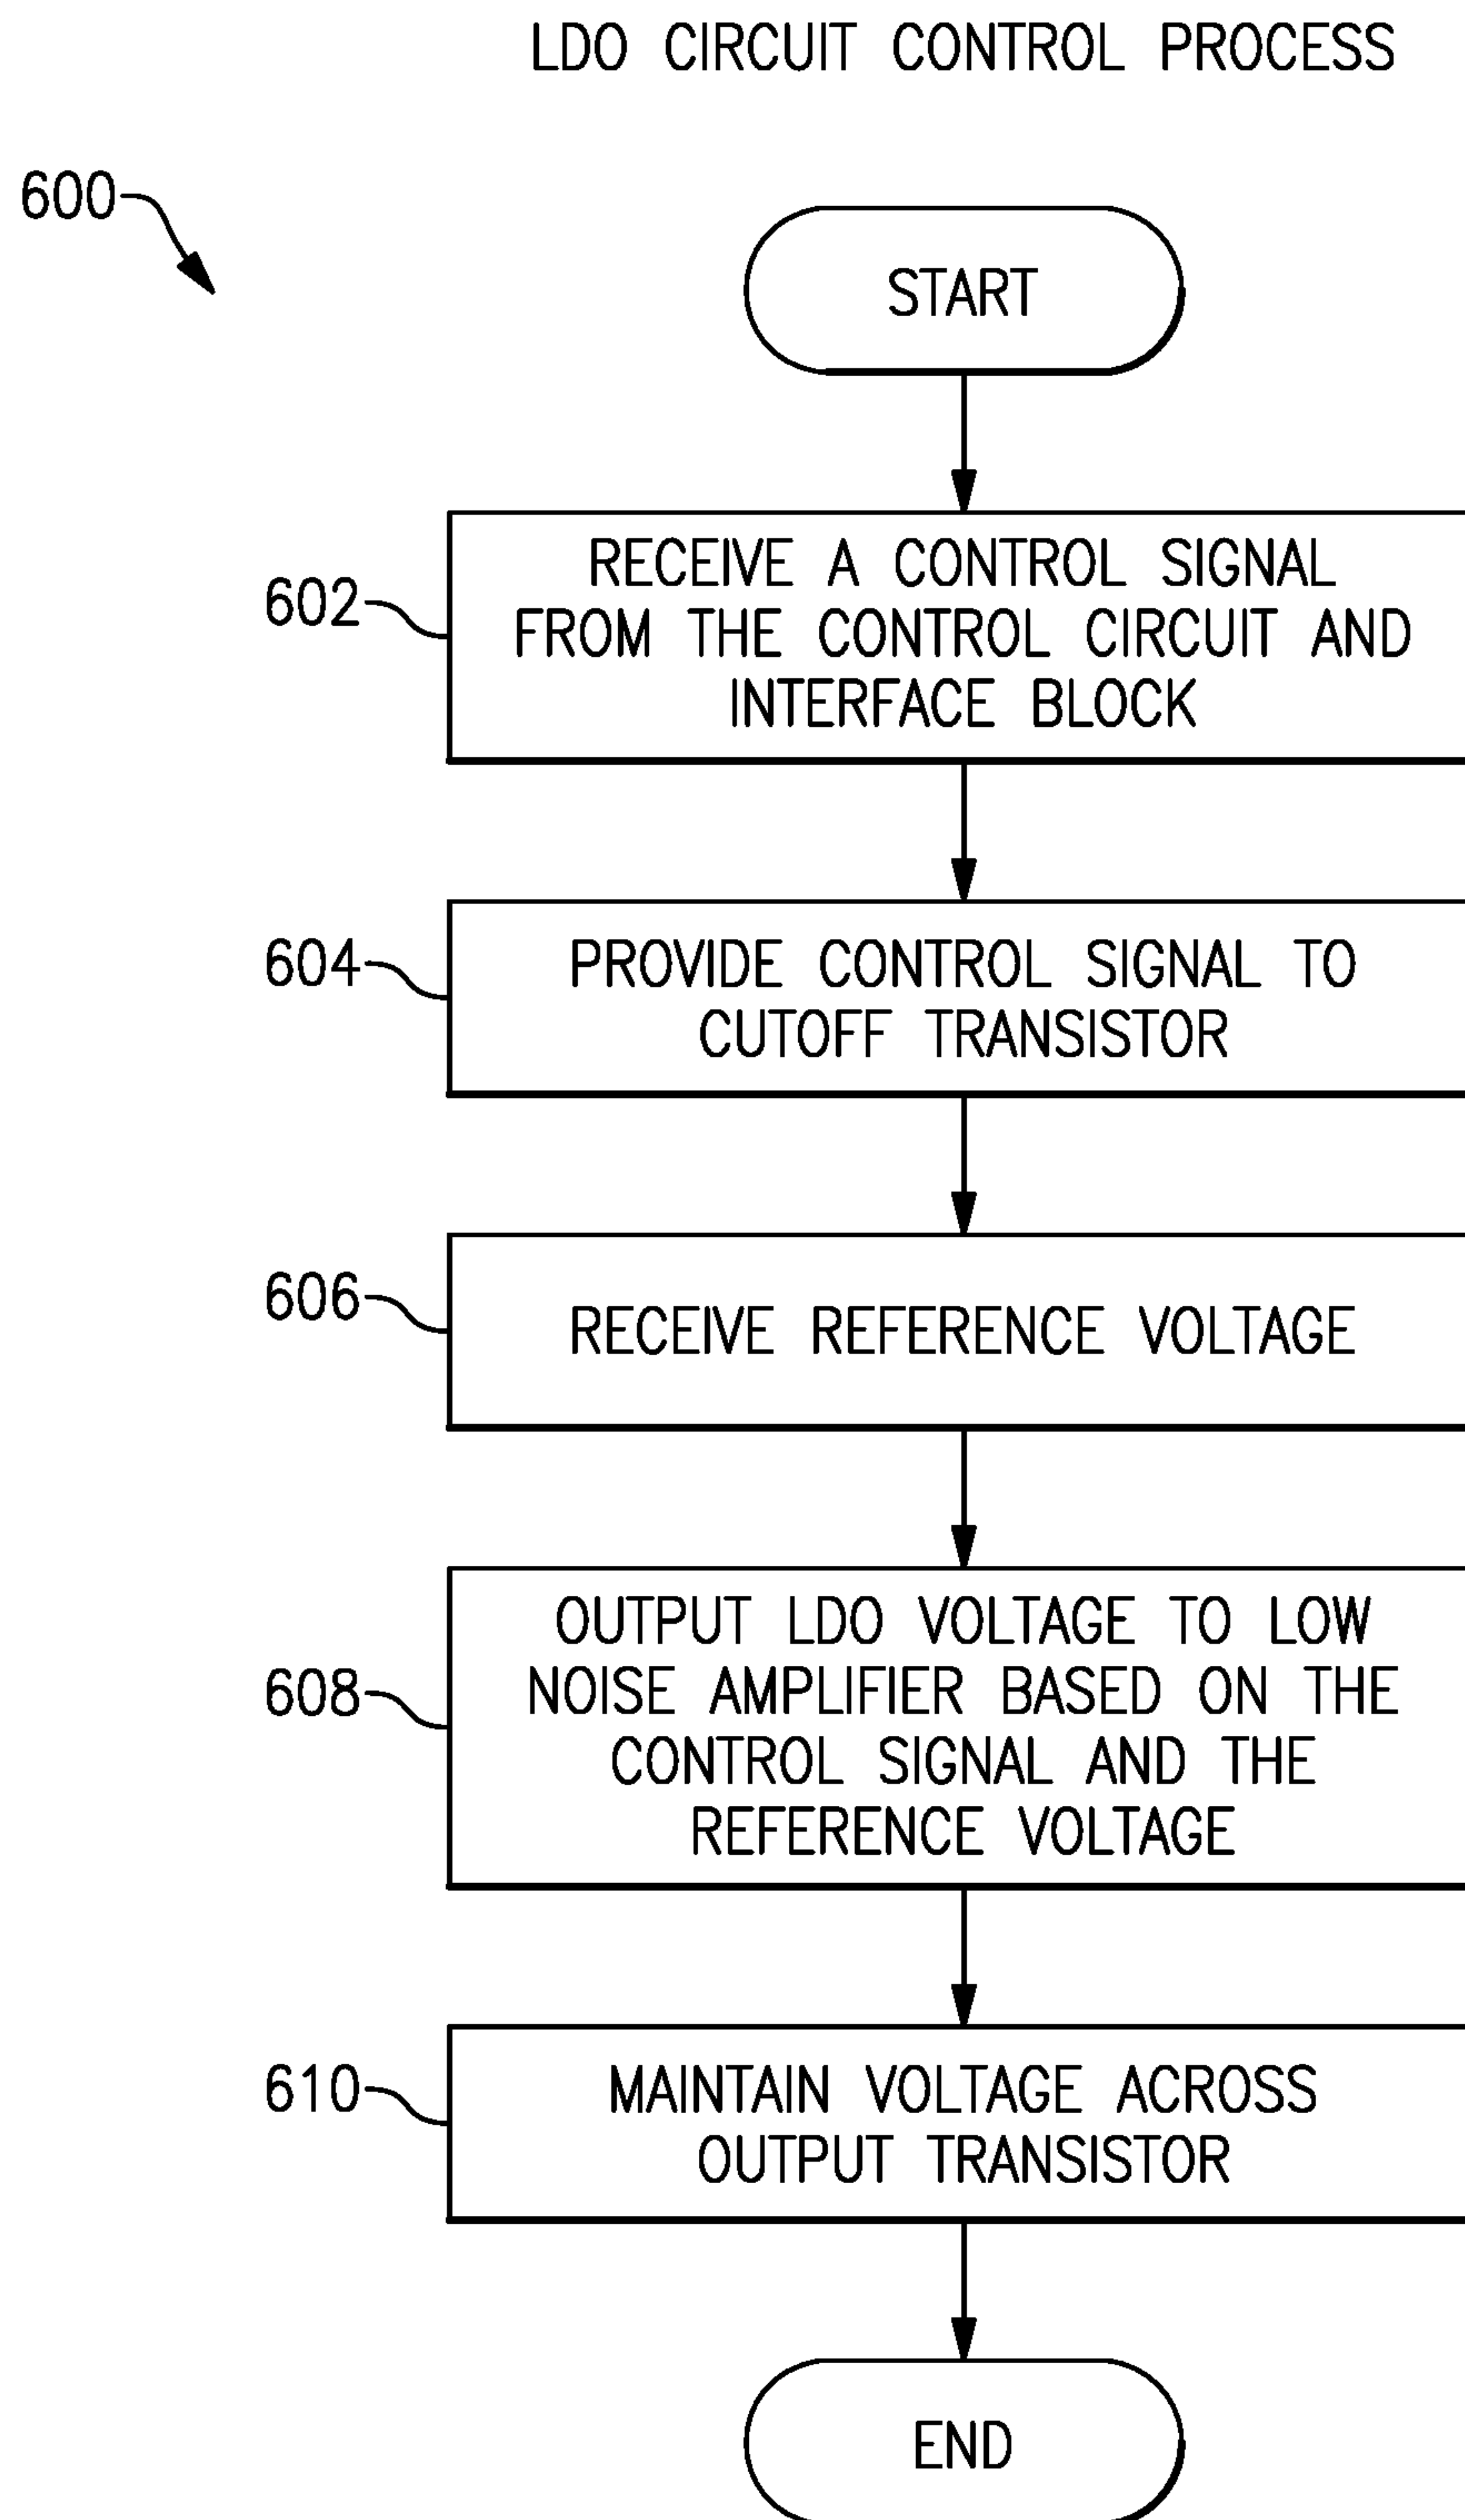 LDO CIRCUIT CONTROL PROCESS
600
START
602
RECEIVE A CONTROL SIGNAL
FROM THE CONTROL CIRCUIT AND
INTERFACE BLOCK
604
PROVIDE CONTROL SIGNAL TO
CUTOFF TRANSISTOR
606
RECEIVE REFERENCE VOLTAGE
608
OUTPUT LDO VOLTAGE TO LOW
NOISE AMPLIFIER BASED ON THE
CONTROL SIGNAL AND THE
REFERENCE VOLTAGE
610
MAINTAIN VOLTAGE ACROSS
OUTPUT TRANSISTOR
END